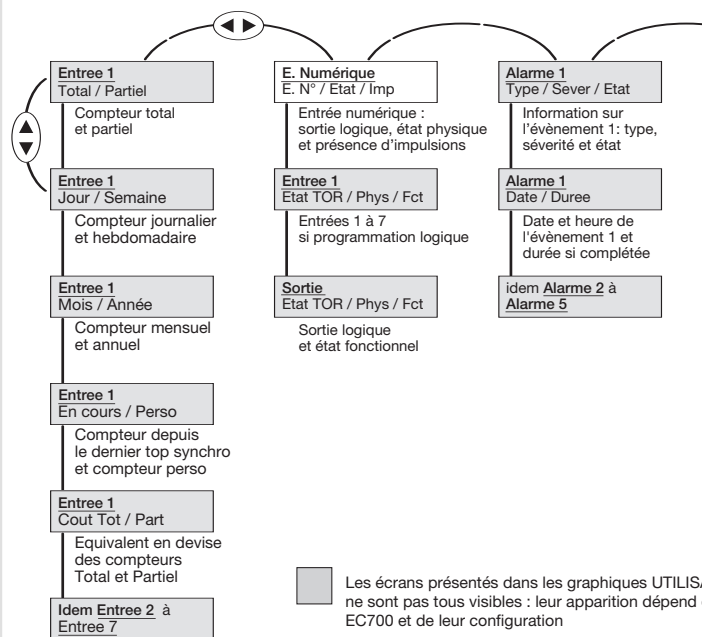 Entree 1
Total / Partiel
Compteur total
et partiel
Entree 1
Jour / Semaine
Compteur journalier
et hebdomadaire
Entree 1
Mois / Année
Compteur mensuel
et annuel
Entree 1
En cours / Perso
Compteur depuis
le dernier top synchro
et compteur perso
Entree 1
Cout Tot / Part
Equivalent en devise
des compteurs
Total et Partiel
Idem Entree 2 à
Entree 7
E. Numérique
E. N° / Etat / Imp
Entrée numérique :
sortie logique, état physique
et présence d'impulsions
Entree 1
Etat TOR / Phys / Fct
Entrées 1 à 7
si programmation logique
Sortie
Etat TOR / Phys / Fct
Sortie logique
et état fonctionnel
Alarme 1
Type / Sever / Etat
Information sur
l'évènement 1: type,
séverité et état
Alarme 1
Date / Duree
Date et heure de
l'évènement 1 et
durée si complétée
idem Alarme 2 à
Alarme 5
Les écrans présentés dans les graphiques UTILISA
ne sont pas tous visibles : leur apparition dépend
EC700 et de leur configuration